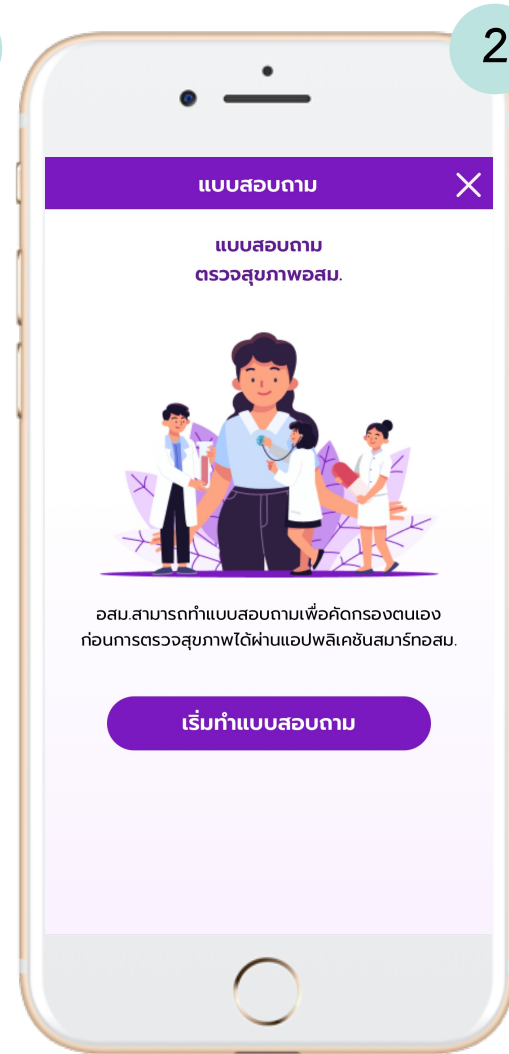 2
แบบสอบถาม
แบบสอบถาม
ตรวจสุขภาพอสม.
อสม.สามารถทำแบบสอบถามเพื่อคัดกรองตนเอง
ก่อนการตรวจสุขภาพได้ผ่านแอปพลิเคชันสมาร์ทอสม.
เริ่มทำแบบสอบถาม